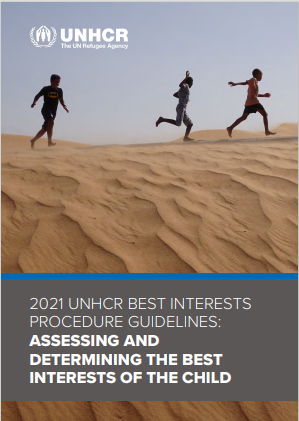 UNHCR
The UN Refugee Agency
2021 UNHCR BEST INTERESTS
PROCEDURE GUIDELINES:
ASSESSING AND
DETERMINING THE BEST
INTERESTS OF THE CHILD